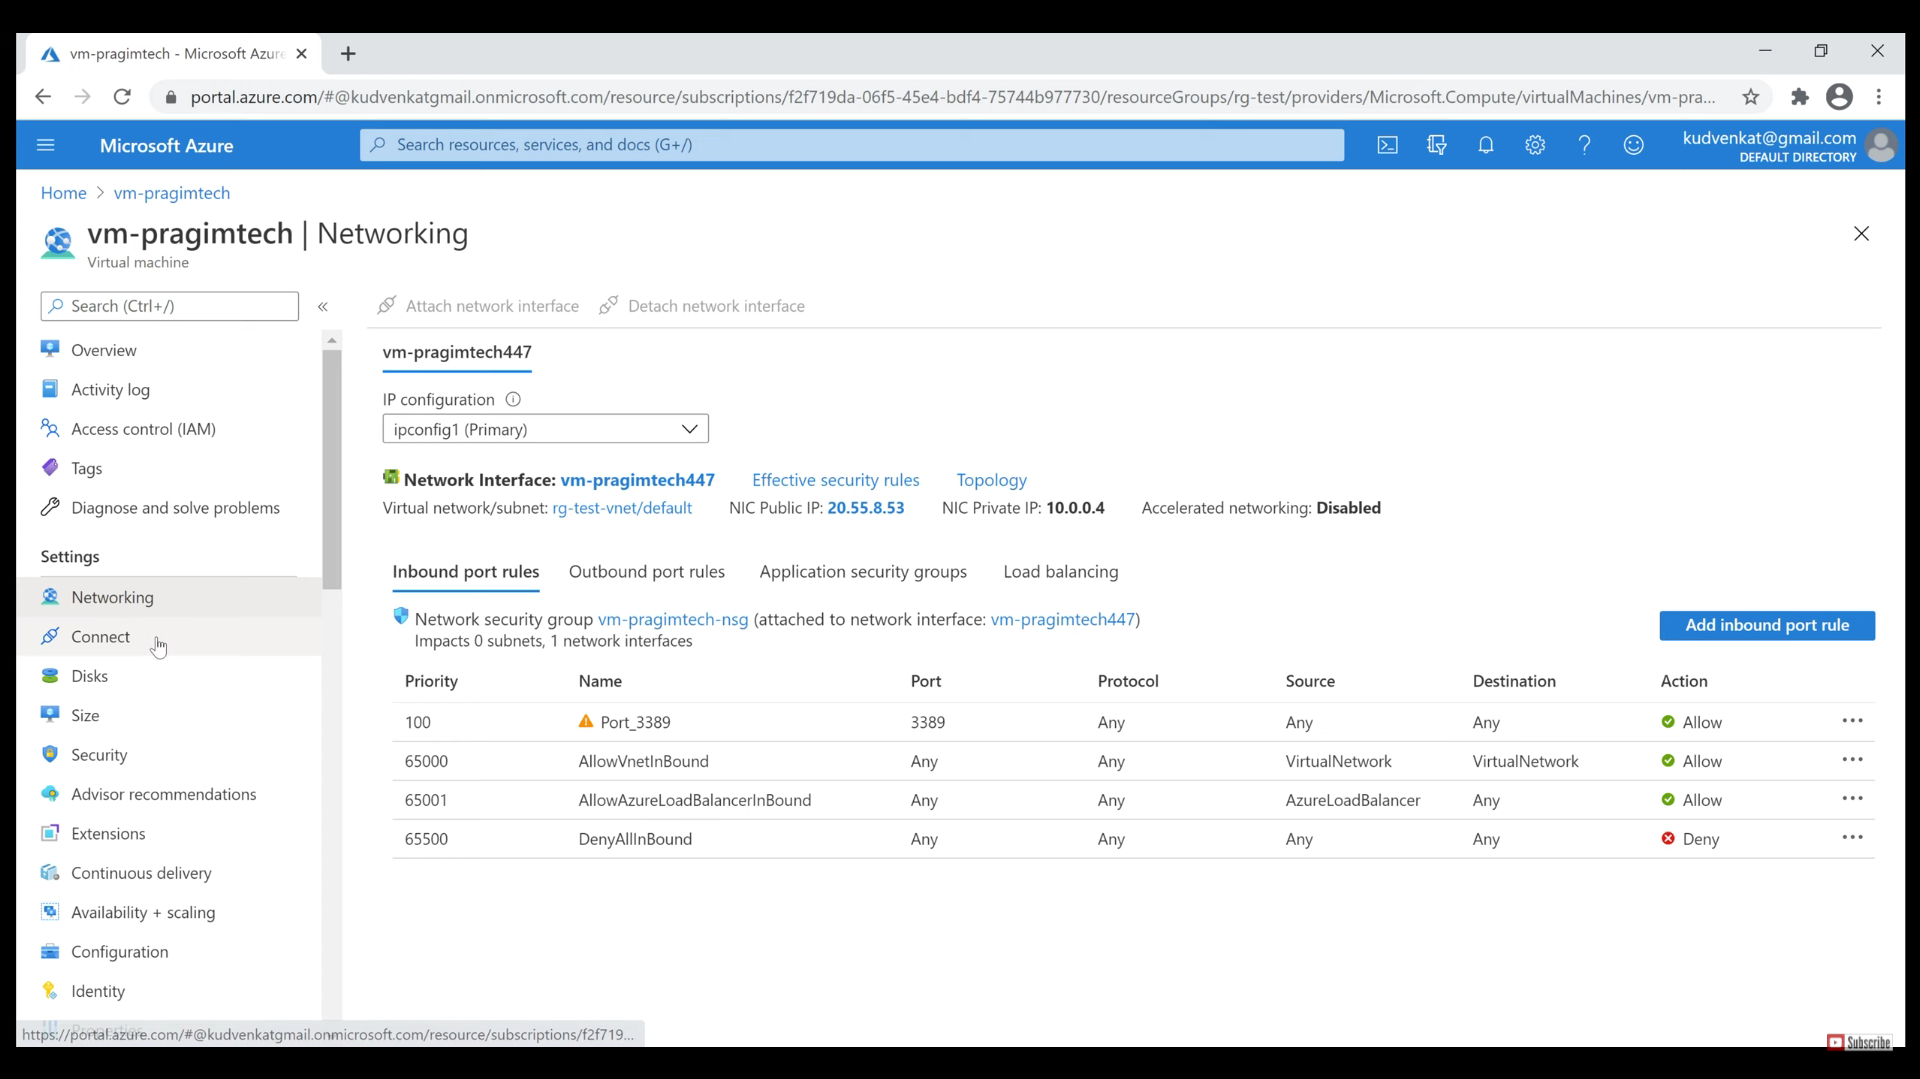 vm-pragimtech - Microsoft Azure
portal.azure.com/#@kudvenkatgmail.onmicrosoft.com/resource/subscriptions/f2f719da-06f5-45e4-bdf4-75744b977730/resourceGroups/rg-test/providers/Microsoft.Compute/virtualMachines/vm-pra...
Microsoft Azure
Search resources, services, and docs (G+/)
kudvenkat@gmail.com
DEFAULT DIRECTORY
Home > vm-pragimtech
vm-pragimtech | Networking
Virtual machine
Search (Ctrl+/)
Attach network interface
Detach network interface
Overview
Activity log
Access control (IAM)
Tags
Diagnose and solve problems
Settings
Networking
Connect
Disks
Size
Security
Advisor recommendations
Extensions
Continuous delivery
Availability + scaling
Configuration
Identity
Properties
https://portal.azure.com/#@kudvenkatgmail.onmicrosoft.com/resource/subscriptions/f2f719...
vm-pragimtech447
IP configuration
ipconfig1 (Primary)
Network Interface: vm-pragimtech447 Effective security rules Topology
Virtual network/subnet: rg-test-vnet/default NIC Public IP: 20.55.8.53 NIC Private IP: 10.0.0.4 Accelerated networking: Disabled
Inbound port rules Outbound port rules Application security groups Load balancing
Network security group vm-pragimtech-nsg (attached to network interface: vm-pragimtech447)
Impacts 0 subnets, 1 network interfaces
Add inbound port rule
Priority Name Port Protocol Source Destination Action
100 Port_3389 3389 Any Any Any Allow
65000 AllowVnetInBound Any Any VirtualNetwork VirtualNetwork Allow
65001 AllowAzureLoadBalancerInBound Any Any AzureLoadBalancer Any Allow
65500 DenyAllInBound Any Any Any Any Deny
Subscribe